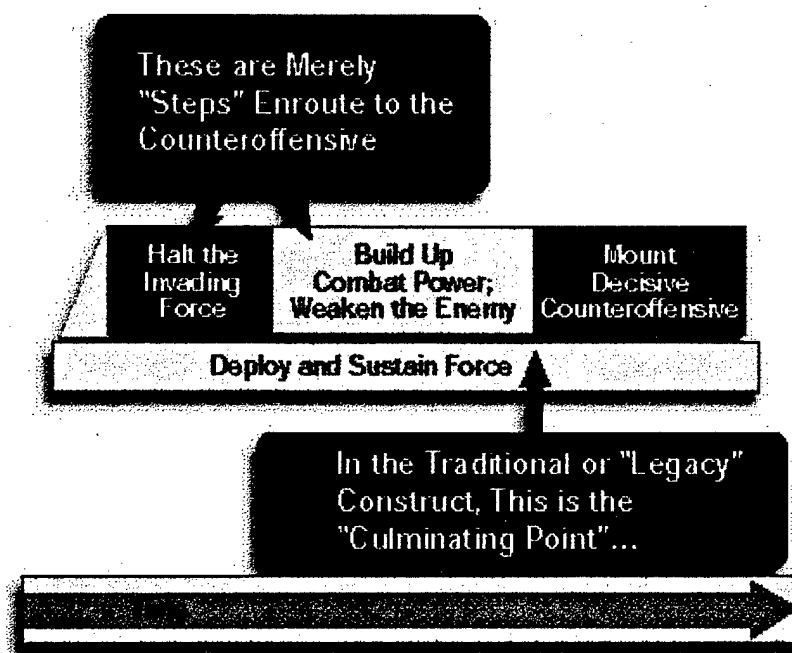 These are Merely
"Steps" Enroute to the
Counteroffensive
Halt the
Invading
Force
Build Up
Combat Power;
Weaken the Enemy
Mount
Decisive
Counteroffensive
Deploy and Sustain Force
In the Traditional or "Legacy"
Construct, This is the
"Culminating Point"...